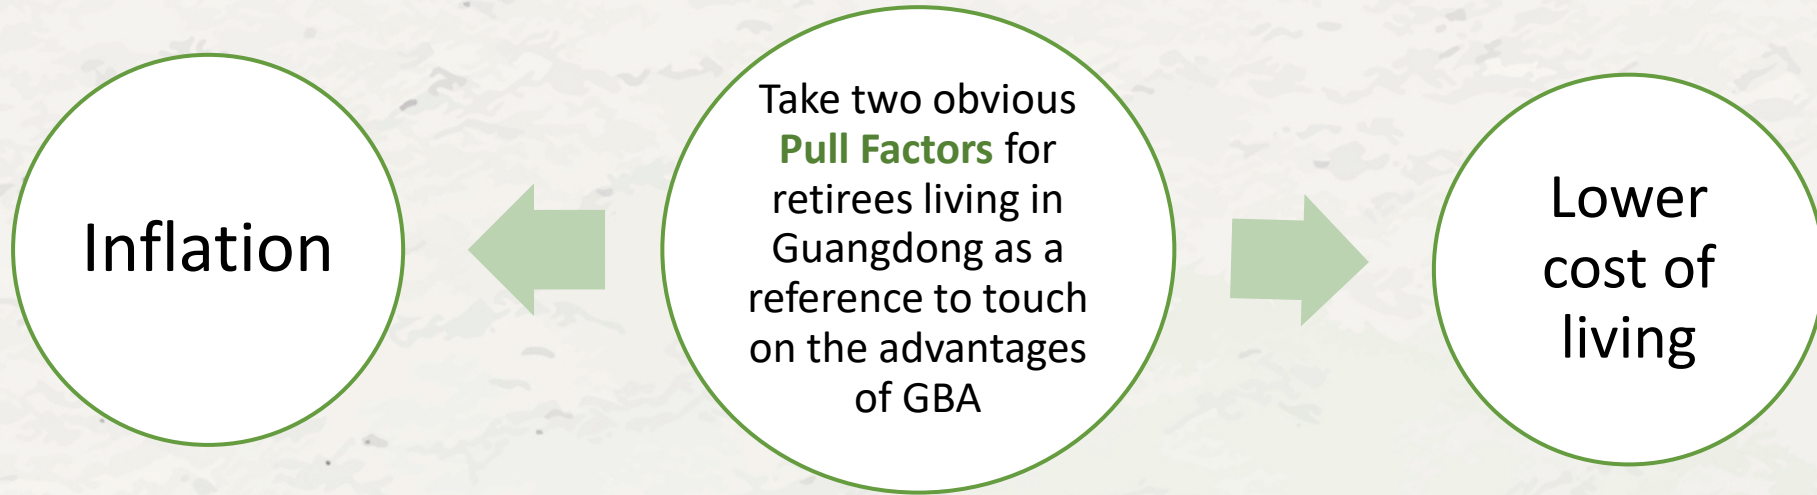 Inflation
Take two obvious
Pull Factors for
retirees living in
Guangdong as a
reference to touch
on the advantages
of GBA
Lower
cost of
living